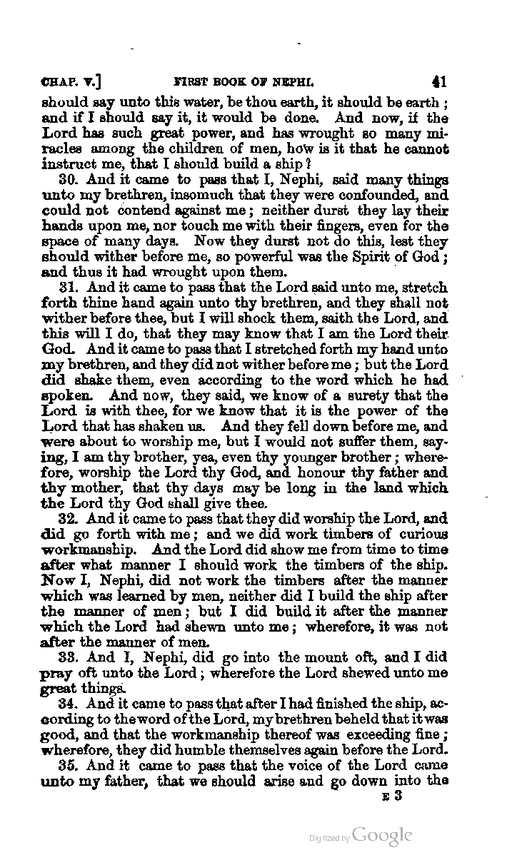 CHAP. V.] FIRST BOOK OF NEPHI. 41
should say unto this water, be thou earth, it should be earth ;
and if I should say it, it would be done. And now, if the
Lord has such great power, and has wrought so many mi-
racles among the children of men, how is it that he cannot
instruct me, that I should build a ship?
30. And it came to pass that I, Nephi, said many things
unto my brethren, insomuch that they were confounded, and
could not contend against me ; neither durst they lay their
hands upon me, nor touch me with their fingers, even for the
space of many days. Now they durst not do this, lest they
should wither before me, so powerful was the Spirit of God ;
and thus it had wrought upon them.
31. And it came to pass that the Lord said unto me, stretch
forth thine hand again unto thy brethren, and they shall not
wither before thee, but I will shock them, saith the Lord, and
this will I do, that they may know that I am the Lord their
God. And it came to pass that I stretched forth my hand unto
my brethren, and they did not wither before me ; but the Lord
did shake them, even according to the word which he had
spoken. And now, they said, we know of a surety that the
Lord is with thee, for we know that it is the power of the
Lord that has shaken us. And they fell down before me, and
were about to worship me, but I would not suffer them, say-
ing, I am thy brother, yea, even thy younger brother ; where-
fore, worship the Lord thy God, and honour thy father and
thy mother, that thy days may be long in the land which
the Lord thy God shall give thee.
32. And it came to pass that they did worship the Lord, and
did go forth with me ; and we did work timbers of curious
workmanship. And the Lord did show me from time to time
after what manner I should work the timbers of the ship.
Now I, Nephi, did not work the timbers after the manner
which was learned by men, neither did I build the ship after
the manner of men ; but I did build it after the manner
which the Lord had shewn unto me ; wherefore, it was not
after the manner of men.
33. And I, Nephi, did go into the mount oft, and I did
pray oft unto the Lord ; wherefore the Lord shewed unto me
great things.
34. And it came to pass that after I had finished the ship, ac-
cording to the word of the Lord, my brethren beheld that it was
good, and that the workmanship thereof was exceeding fine ;
wherefore, they did humble themselves again before the Lord.
35. And it came to pass that the voice of the Lord came
unto my father, that we should arise and go down into the
E 3
Digitized by Google